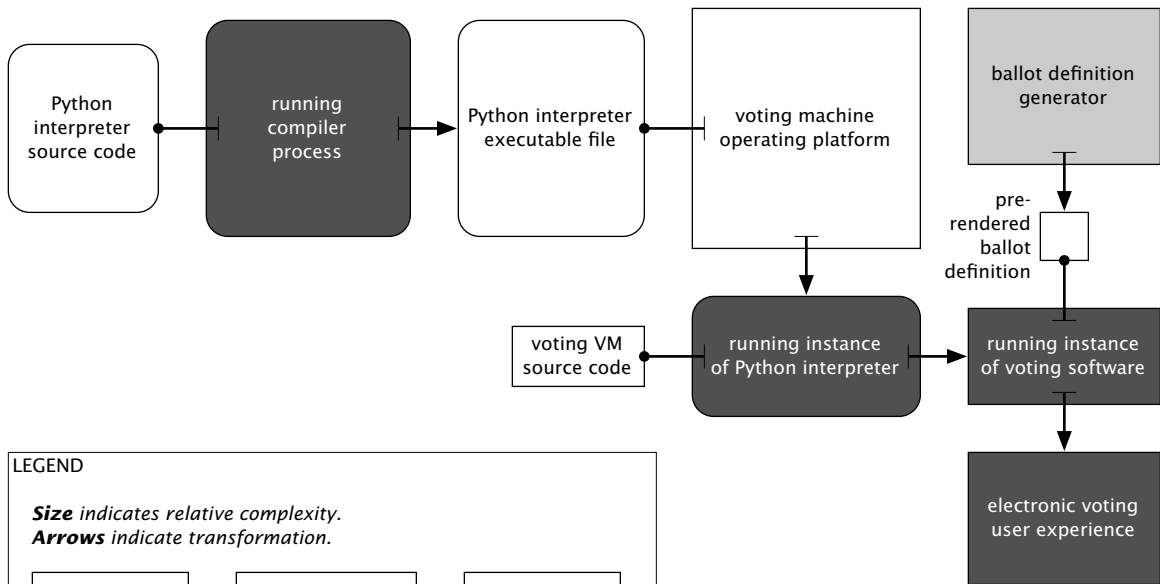 Python
interpreter
source code
running
compiler
process
Python interpreter
executable file
voting machine
operating platform
ballot definition
generator
pre-
rendered
ballot
definition
voting VM
source code
running instance
of Python interpreter
running instance
of voting software
electronic voting
user experience
LEGEND
Size indicates relative complexity.
Arrows indicate transformation.